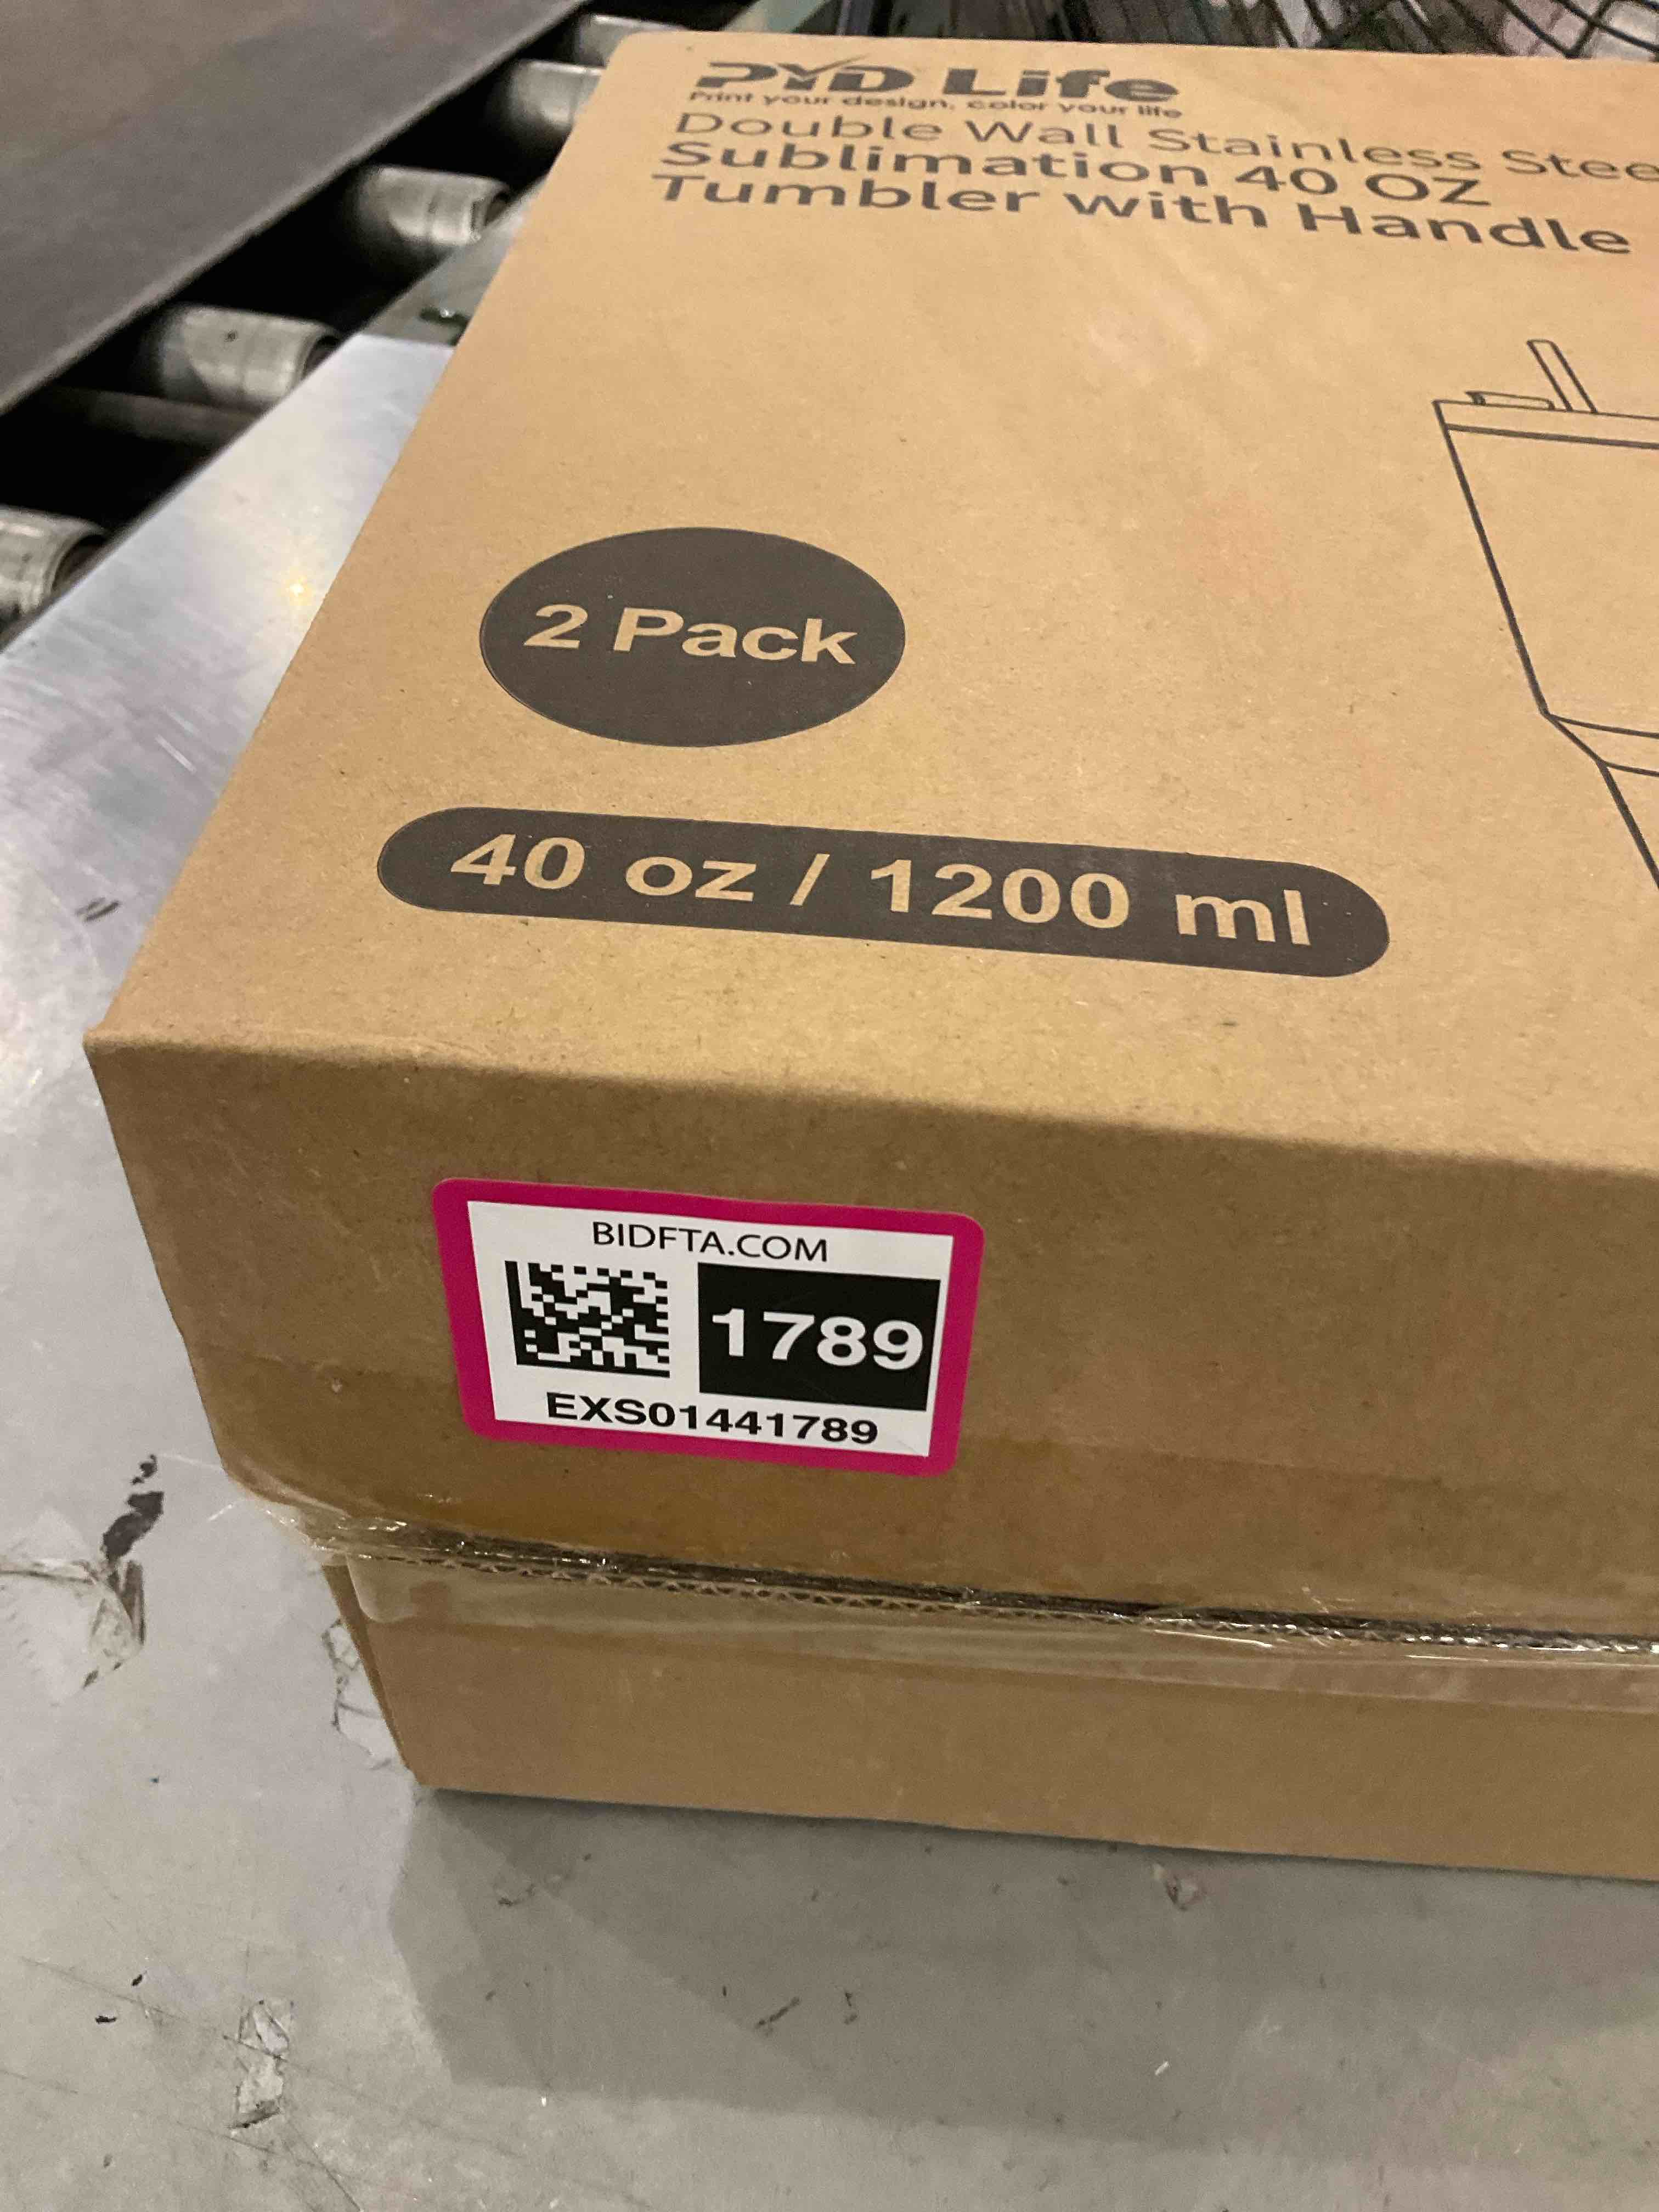 PYD Life
Print your design, color your life
Double Wall Stainless Stee
Sublimation 40 OZ
Tumbler with Handle
2 Pack
40 oz / 1200 ml
BIDFTA.COM
1789
EXS01441789